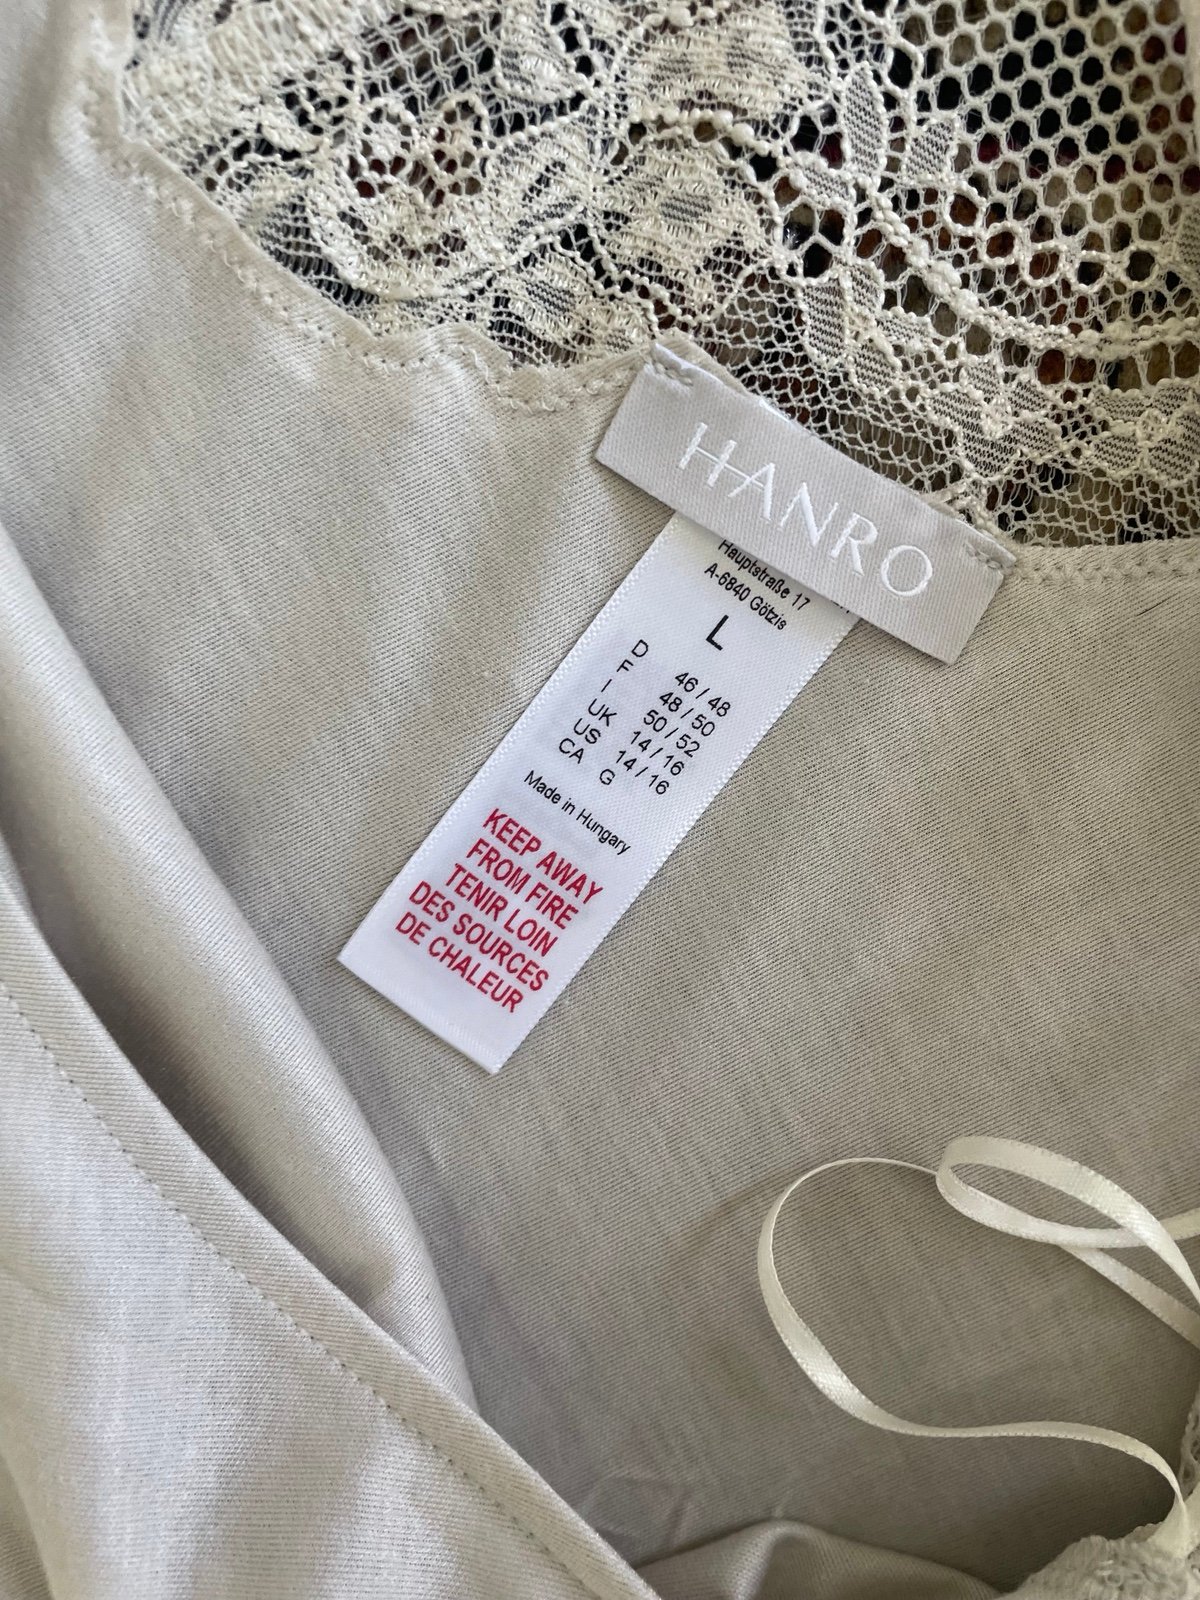 HANRO
Hauptstraße 17
A-6840 Götzis
L
D 46 / 48
F 48 / 50
I 50 / 52
UK 14 / 16
US 14 / 16
CA G
Made in Hungary
KEEP AWAY
FROM FIRE
TENIR LOIN
DES SOURCES
DE CHALEUR